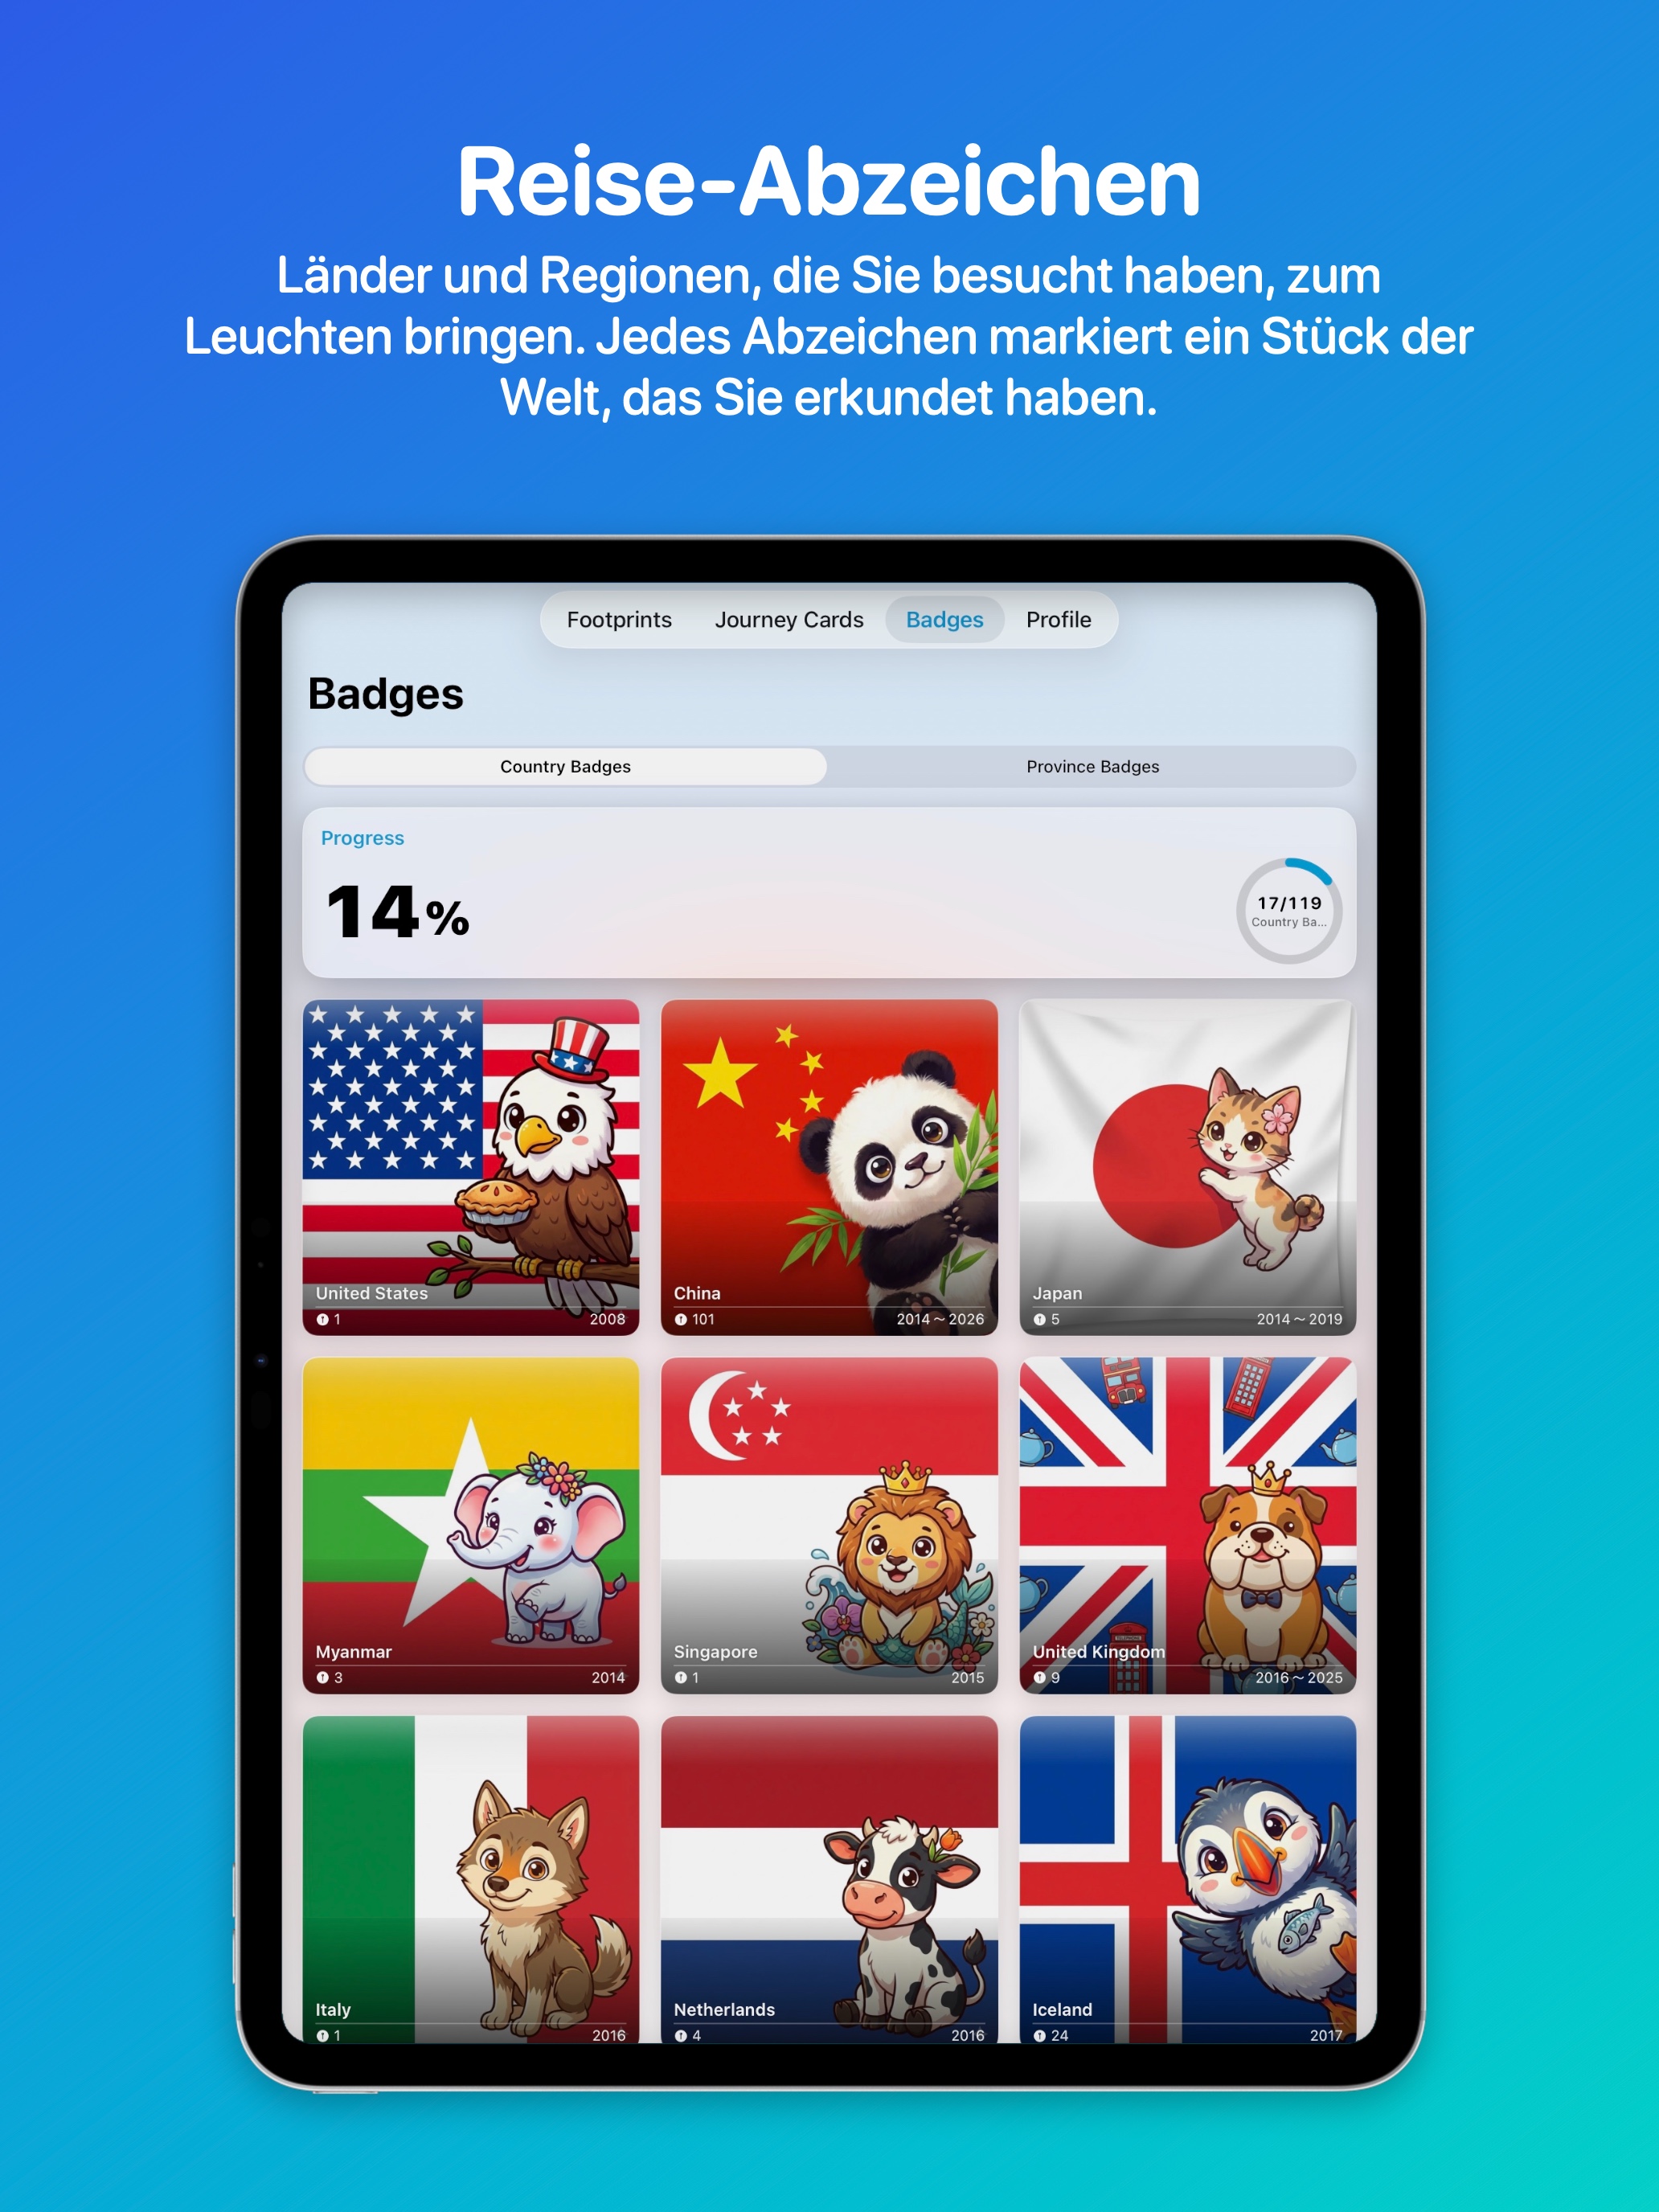 Reise-Abzeichen
Länder und Regionen, die Sie besucht haben, zum
Leuchten bringen. Jedes Abzeichen markiert ein Stück der
Welt, das Sie erkundet haben.
Footprints Journey Cards Badges Profile
Badges
Country Badges Province Badges
Progress
14%
17/119
Country Ba...
United States
1 2008
China
101 2014~2026
Japan
5 2014~2019
Myanmar
3 2014
Singapore
1 2015
TELEPHONE
United Kingdom
9 2016~2025
Italy
1 2016
Netherlands
4 2016
Iceland
24 2017